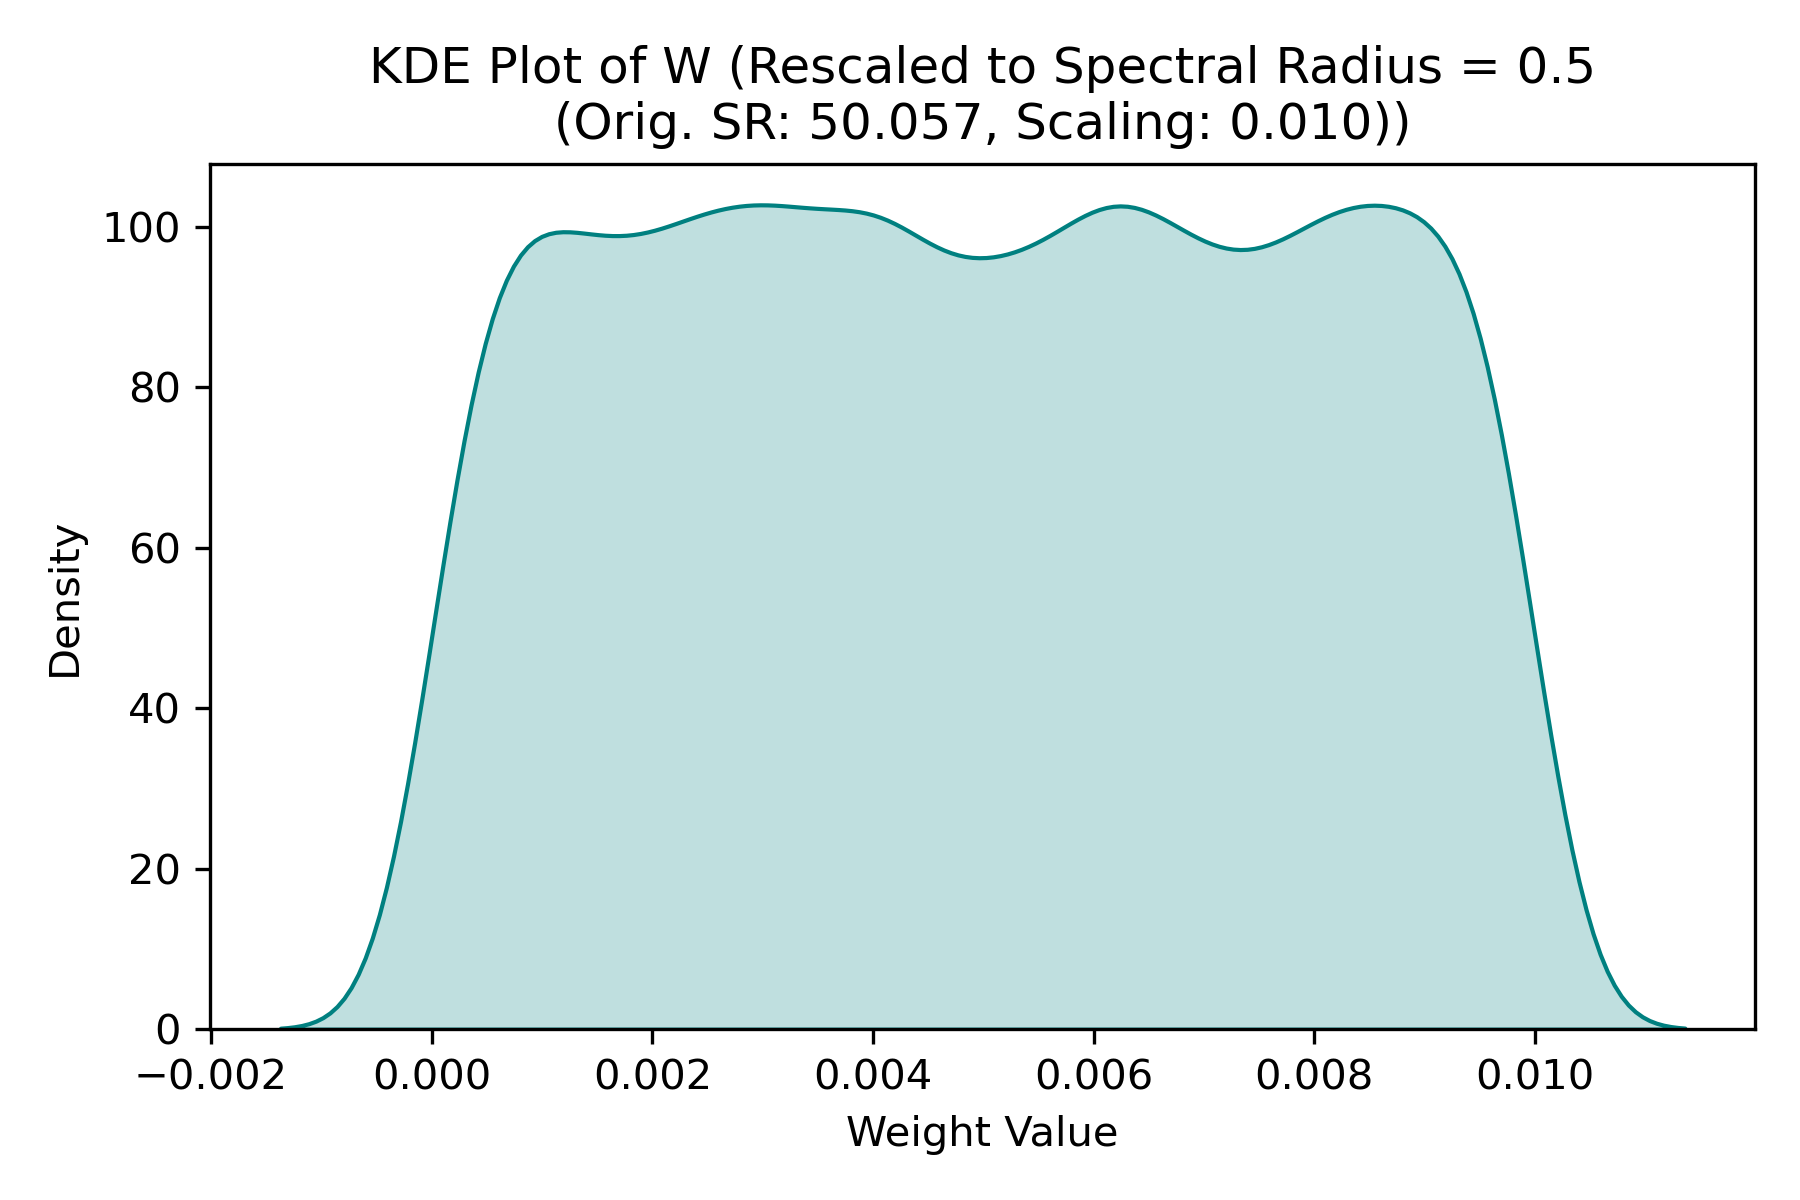 KDE Plot of W (Rescaled to Spectral Radius = 0.5
(Orig. SR: 50.057, Scaling: 0.010))
Density
100
80
60
40
20
0
−0.002 0.000 0.002 0.004 0.006 0.008 0.010
Weight Value